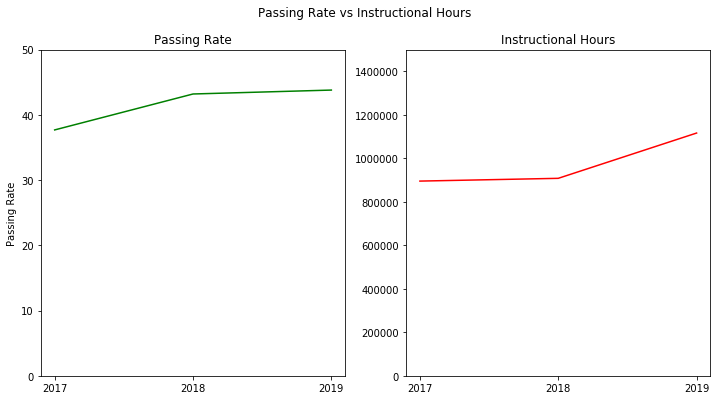 Passing Rate vs Instructional Hours
Passing Rate
Passing Rate
50
40
30
20
10
0
2017 2018 2019
Instructional Hours
1400000
1200000
1000000
800000
600000
400000
200000
0
2017 2018 2019